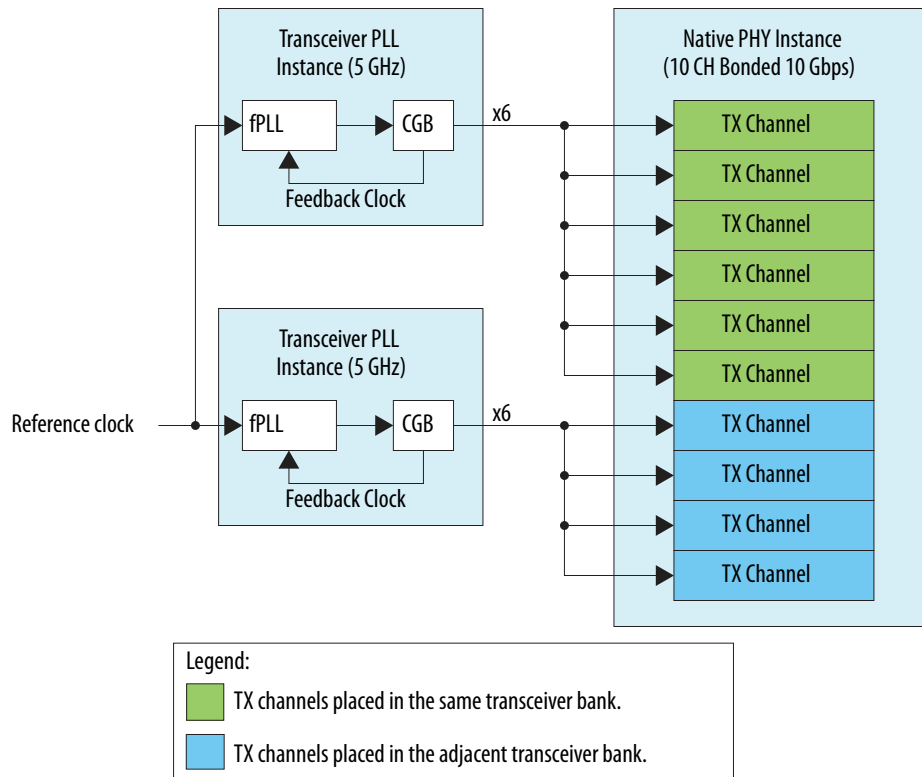 Transceiver PLL
Instance (5 GHz)
fPLL
CGB
x6
Feedback Clock
Native PHY Instance
(10 CH Bonded 10 Gbps)
TX Channel
TX Channel
TX Channel
TX Channel
TX Channel
TX Channel
Transceiver PLL
Instance (5 GHz)
Reference clock
fPLL
CGB
x6
Feedback Clock
TX Channel
TX Channel
TX Channel
TX Channel
Legend:
TX channels placed in the same transceiver bank.
TX channels placed in the adjacent transceiver bank.